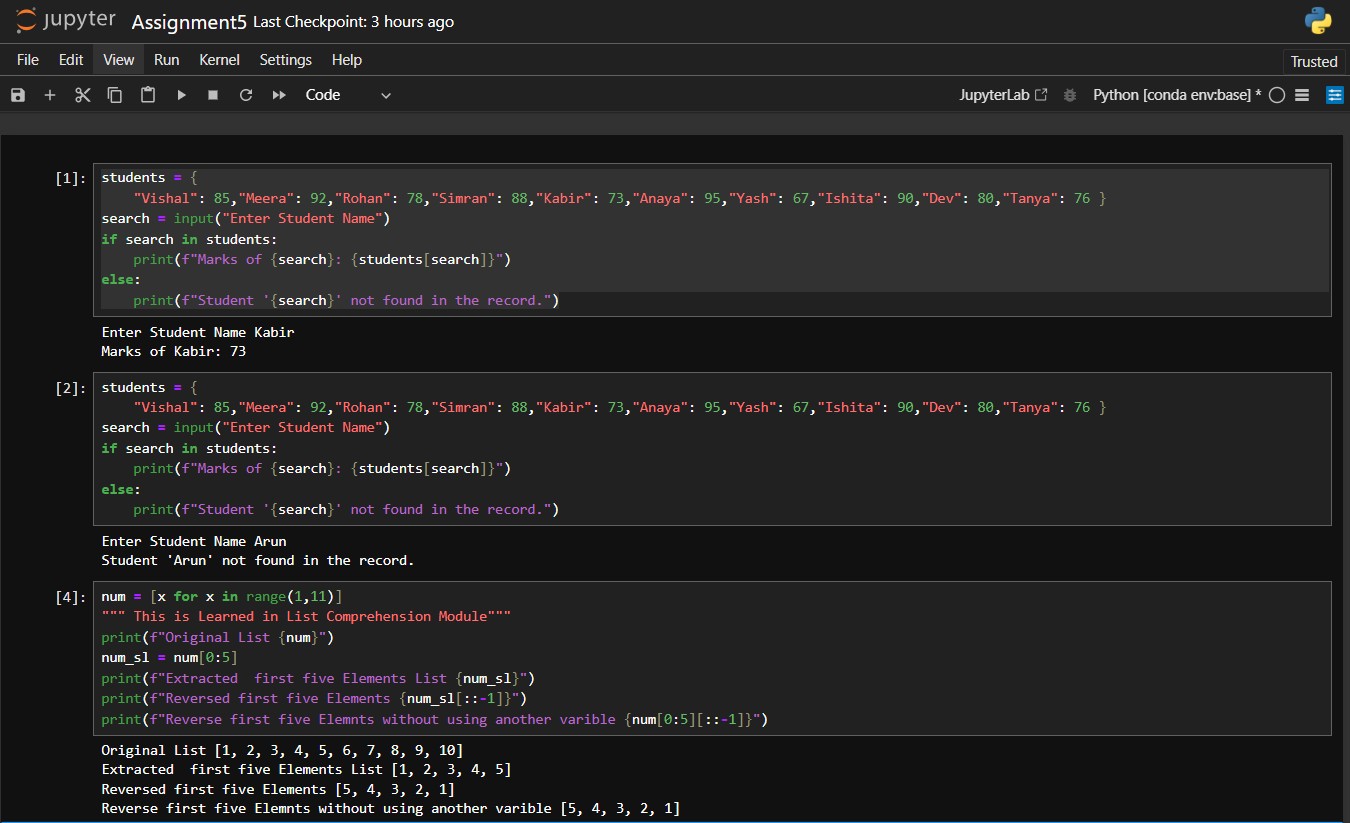 jupyter Assignment5 Last Checkpoint: 3 hours ago
File Edit View Run Kernel Settings Help Trusted
Code JupyterLab Python [conda env:base] *
[1]: students = {
    "Vishal": 85,"Meera": 92,"Rohan": 78,"Simran": 88,"Kabir": 73,"Anaya": 95,"Yash": 67,"Ishita": 90,"Dev": 80,"Tanya": 76 }
search = input("Enter Student Name")
if search in students:
    print(f"Marks of {search}: {students[search]}")
else:
    print(f"Student '{search}' not found in the record.")
Enter Student Name Kabir
Marks of Kabir: 73
[2]: students = {
    "Vishal": 85,"Meera": 92,"Rohan": 78,"Simran": 88,"Kabir": 73,"Anaya": 95,"Yash": 67,"Ishita": 90,"Dev": 80,"Tanya": 76 }
search = input("Enter Student Name")
if search in students:
    print(f"Marks of {search}: {students[search]}")
else:
    print(f"Student '{search}' not found in the record.")
Enter Student Name Arun
Student 'Arun' not found in the record.
[4]: num = [x for x in range(1,11)]
""" This is Learned in List Comprehension Module"""
print(f"Original List {num}")
num_sl = num[0:5]
print(f"Extracted  first five Elements List {num_sl}")
print(f"Reversed first five Elements {num_sl[::-1]}")
print(f"Reverse first five Elemnts without using another varible {num[0:5][::-1]}")
Original List [1, 2, 3, 4, 5, 6, 7, 8, 9, 10]
Extracted  first five Elements List [1, 2, 3, 4, 5]
Reversed first five Elements [5, 4, 3, 2, 1]
Reverse first five Elemnts without using another varible [5, 4, 3, 2, 1]